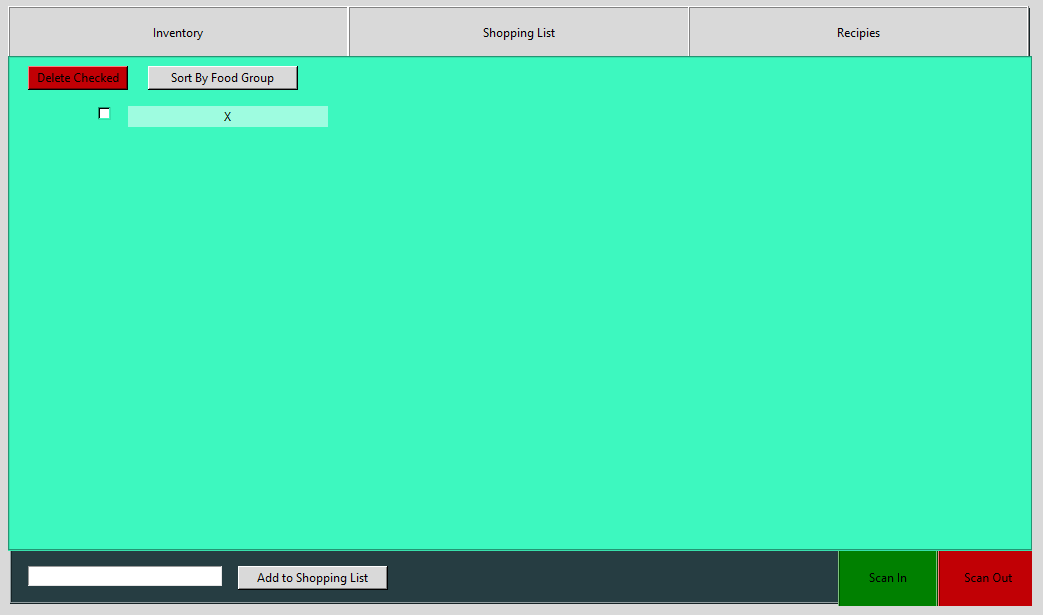 Inventory Shopping List Recipies
Delete Checked Sort By Food Group
X
Add to Shopping List Scan In Scan Out